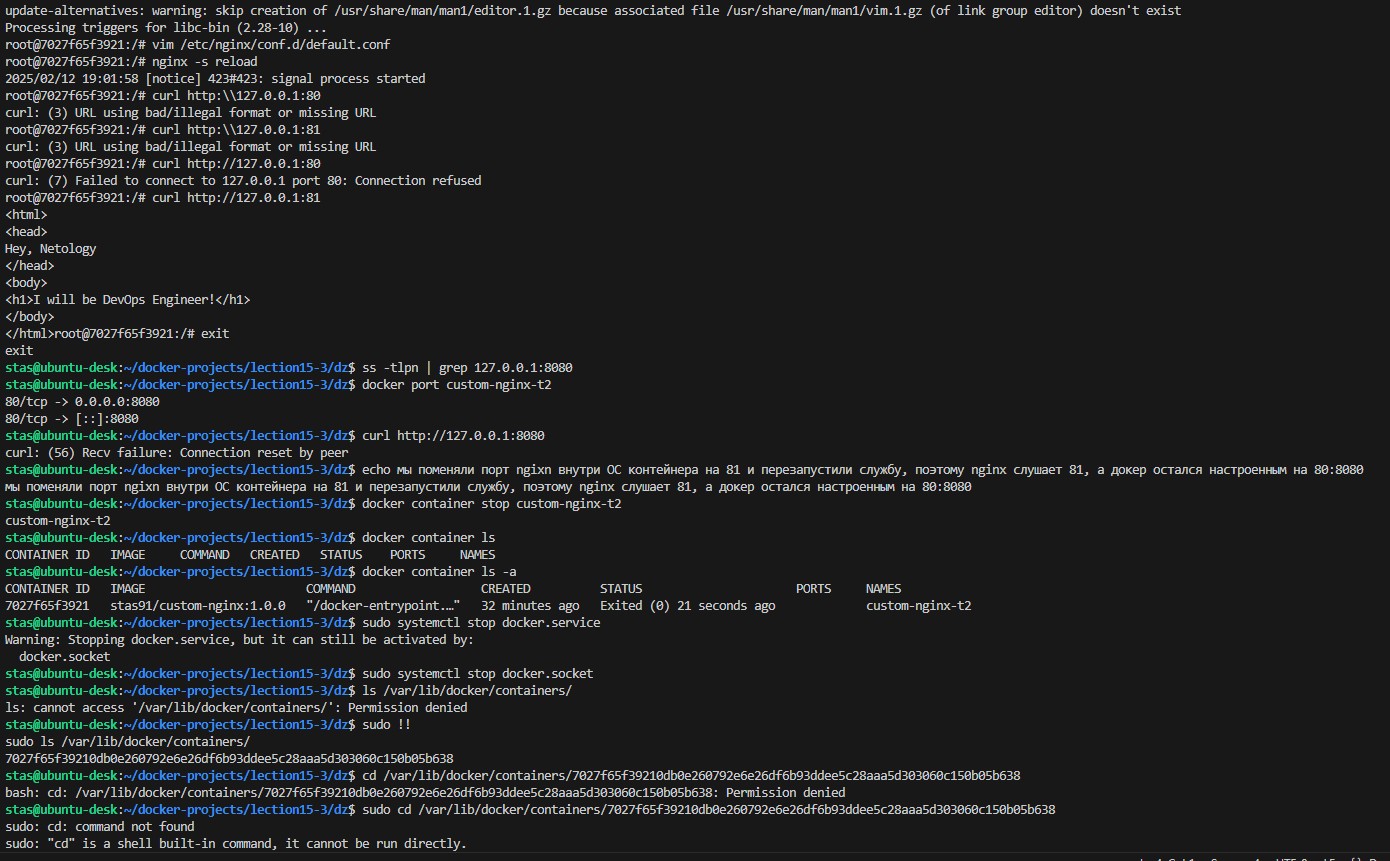 update-alternatives: warning: skip creation of /usr/share/man/man1/editor.1.gz because associated file /usr/share/man/man1/vim.1.gz (of link group editor) doesn't exist
Processing triggers for libc-bin (2.28-10) ...
root@7027f65f3921:/# vim /etc/nginx/conf.d/default.conf
root@7027f65f3921:/# nginx -s reload
2025/02/12 19:01:58 [notice] 423#423: signal process started
root@7027f65f3921:/# curl http:\\127.0.0.1:80
curl: (3) URL using bad/illegal format or missing URL
root@7027f65f3921:/# curl http:\\127.0.0.1:81
curl: (3) URL using bad/illegal format or missing URL
root@7027f65f3921:/# curl http://127.0.0.1:80
curl: (7) Failed to connect to 127.0.0.1 port 80: Connection refused
root@7027f65f3921:/# curl http://127.0.0.1:81
<html>
<head>
Hey, Netology
</head>
<body>
<h1>I will be DevOps Engineer!</h1>
</body>
</html>root@7027f65f3921:/# exit
exit
stas@ubuntu-desk:~/docker-projects/lection15-3/dz$ ss -tlpn | grep 127.0.0.1:8080
stas@ubuntu-desk:~/docker-projects/lection15-3/dz$ docker port custom-nginx-t2
80/tcp -> 0.0.0.0:8080
80/tcp -> [::]:8080
stas@ubuntu-desk:~/docker-projects/lection15-3/dz$ curl http://127.0.0.1:8080
curl: (56) Recv failure: Connection reset by peer
stas@ubuntu-desk:~/docker-projects/lection15-3/dz$ echo мы поменяли порт ngixn внутри ОС контейнера на 81 и перезапустили службу, поэтому nginx слушает 81, а докер остался настроенным на 80:8080
мы поменяли порт ngixn внутри ОС контейнера на 81 и перезапустили службу, поэтому nginx слушает 81, а докер остался настроенным на 80:8080
stas@ubuntu-desk:~/docker-projects/lection15-3/dz$ docker container stop custom-nginx-t2
custom-nginx-t2
stas@ubuntu-desk:~/docker-projects/lection15-3/dz$ docker container ls
CONTAINER ID   IMAGE     COMMAND   CREATED   STATUS    PORTS     NAMES
stas@ubuntu-desk:~/docker-projects/lection15-3/dz$ docker container ls -a
CONTAINER ID   IMAGE                       COMMAND                  CREATED          STATUS                      PORTS     NAMES
7027f65f3921   stas91/custom-nginx:1.0.0   "/docker-entrypoint.…"   32 minutes ago   Exited (0) 21 seconds ago             custom-nginx-t2
stas@ubuntu-desk:~/docker-projects/lection15-3/dz$ sudo systemctl stop docker.service
Warning: Stopping docker.service, but it can still be activated by:
  docker.socket
stas@ubuntu-desk:~/docker-projects/lection15-3/dz$ sudo systemctl stop docker.socket
stas@ubuntu-desk:~/docker-projects/lection15-3/dz$ ls /var/lib/docker/containers/
ls: cannot access '/var/lib/docker/containers/': Permission denied
stas@ubuntu-desk:~/docker-projects/lection15-3/dz$ sudo !!
sudo ls /var/lib/docker/containers/
7027f65f39210db0e260792e6e26df6b93ddee5c28aaa5d303060c150b05b638
stas@ubuntu-desk:~/docker-projects/lection15-3/dz$ cd /var/lib/docker/containers/7027f65f39210db0e260792e6e26df6b93ddee5c28aaa5d303060c150b05b638
bash: cd: /var/lib/docker/containers/7027f65f39210db0e260792e6e26df6b93ddee5c28aaa5d303060c150b05b638: Permission denied
stas@ubuntu-desk:~/docker-projects/lection15-3/dz$ sudo cd /var/lib/docker/containers/7027f65f39210db0e260792e6e26df6b93ddee5c28aaa5d303060c150b05b638
sudo: cd: command not found
sudo: "cd" is a shell built-in command, it cannot be run directly.